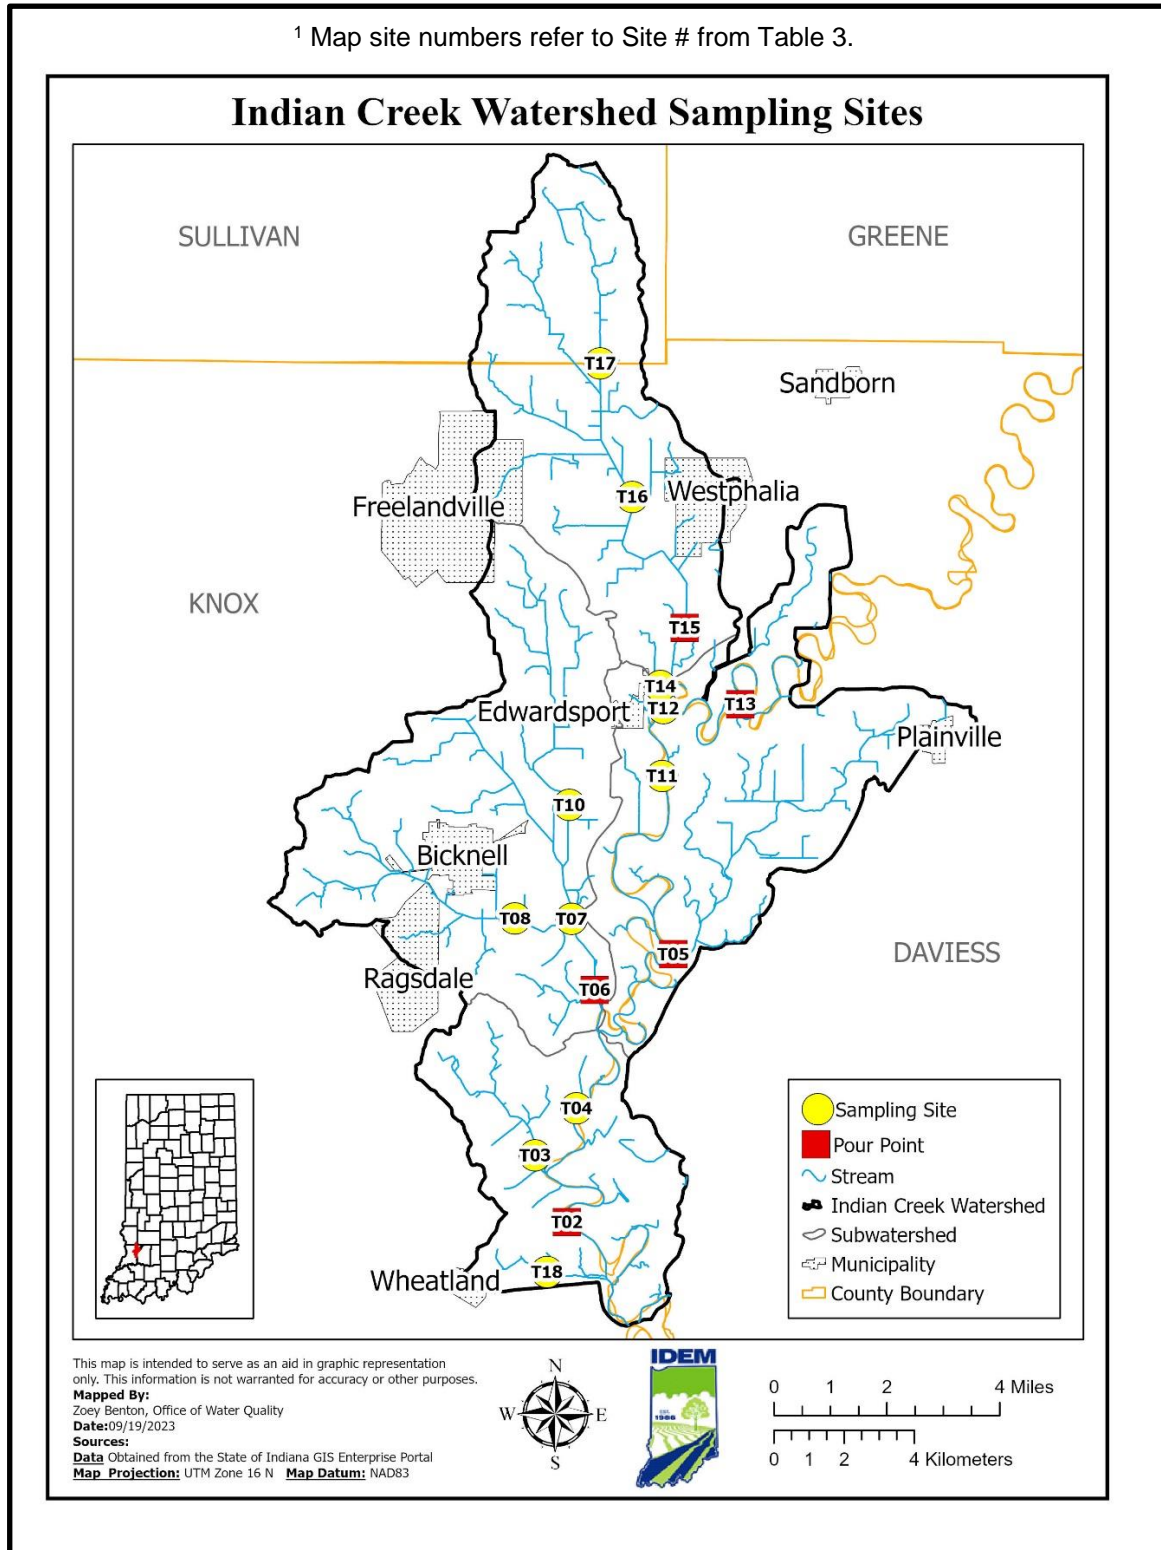 ¹ Map site numbers refer to Site # from Table 3.
Indian Creek Watershed Sampling Sites
SULLIVAN
GREENE
T17
Sandborn
Freelandville
T16
Westphalia
KNOX
T15
T14
T13
Edwardsport
T12
Plainville
T11
T10
Bicknell
T08
T07
T05
DAVIESS
Ragsdale
T06
T04
T03
T02
Wheatland
T18
Sampling Site
Pour Point
Stream
Indian Creek Watershed
Subwatershed
Municipality
County Boundary
This map is intended to serve as an aid in graphic representation
only. This information is not warranted for accuracy or other purposes.
Mapped By:
Zoey Benton, Office of Water Quality
Date:09/19/2023
Sources:
Data Obtained from the State of Indiana GIS Enterprise Portal
Map Projection: UTM Zone 16 N Map Datum: NAD83
N
W
E
S
IDEM
EST.
1986
0 1 2 4 Miles
0 1 2 4 Kilometers